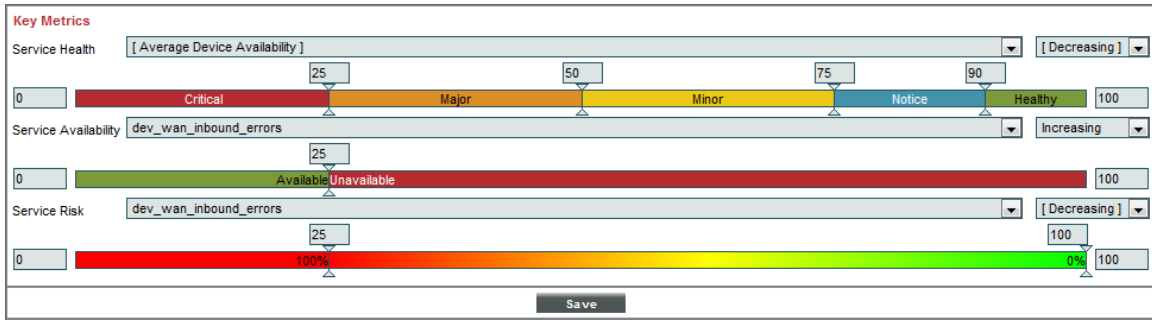 Key Metrics
Service Health [ Average Device Availability ] [ Decreasing ]
25 50 75 90
0 Critical Major Minor Notice Healthy 100
Service Availability dev_wan_inbound_errors Increasing
25
0 Available Unavailable 100
Service Risk dev_wan_inbound_errors [ Decreasing ]
25 100
0 100% 0% 100
Save